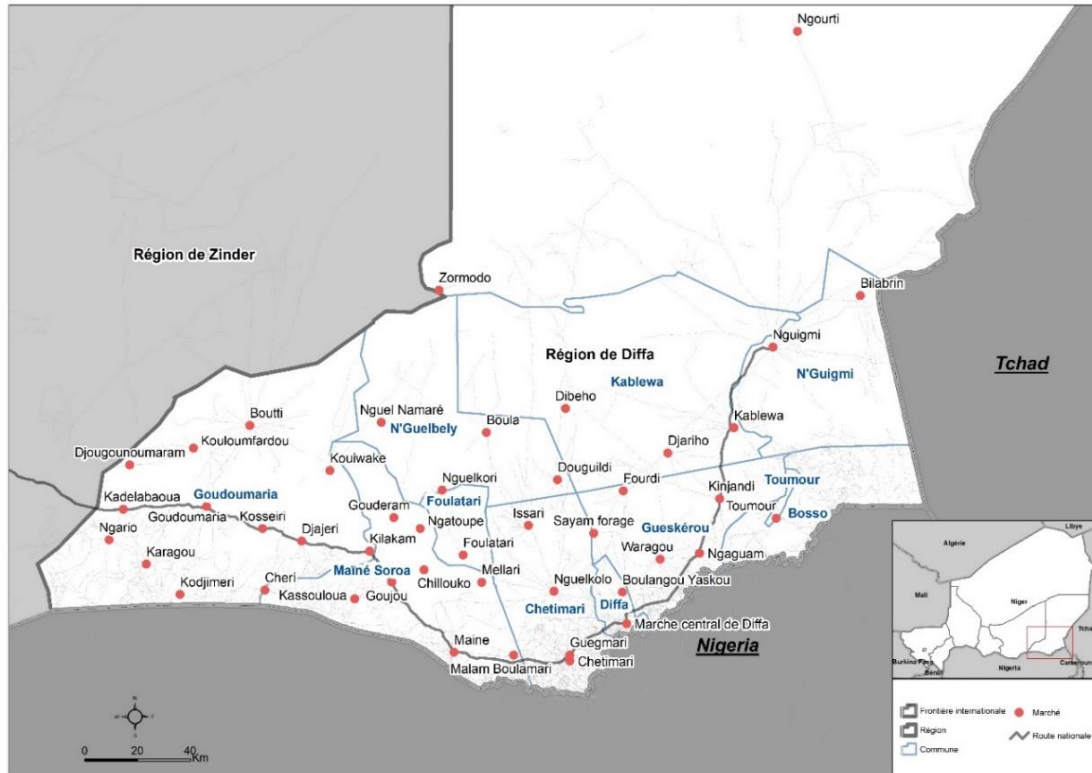 Ngourti
Région de Zinder
Zormodo
Bilabrin
Nguigmi
Région de Diffa
Tchad
Kablewa
N'Guigmi
Dibeho
Nguel Namaré
N'Guelbely
Boutti
Boula
Kablewa
Kouloumfardou
Djariho
Djougounoumaram
Kouiwake
Douguildi
Fourdi
Nguelkori
Toumour
Kinjandi
Kadelabaoua
Goudoumaria
Foulatari
Toumour
Bosso
Goudoumaria
Kosseiri
Gouderam
Ngatoupe
Issari
Sayam forage
Gueskérou
Ngario
Djajeri
Kilakam
Foulatari
Waragou
Ngaguam
Karagou
Maïné Soroa
Chillouko
Mellari
Nguelkolo
Boulangou Yaskou
Kodjimeri
Cheri
Kassouloua
Goujou
Chetimari
Diffa
Marche central de Diffa
Maine
Guegmari
Nigeria
Malam Boulamari
Chetimari
N
S
0 20 40
Km
Libye
Algérie
Mali
Niger
Tcha
Burkina Faso
Benin
Nigeria
Cameroun
Frontière internationale
Marché
Région
Route nationale
Commune